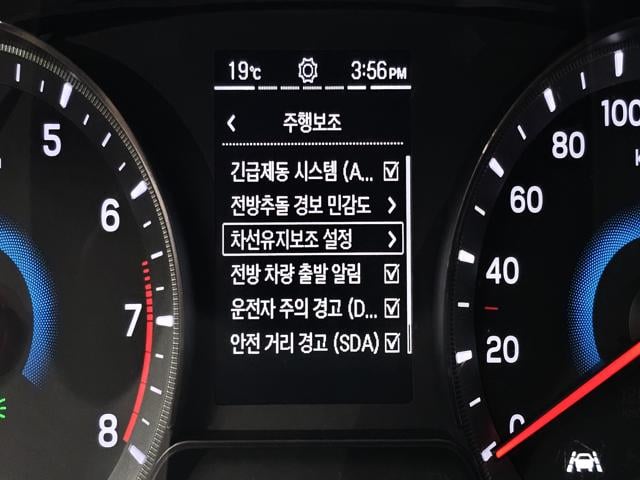 19℃ 3:56PM
주행보조
긴급제동 시스템 (A...
전방추돌 경보 민감도
차선유지보조 설정
전방 차량 출발 알림
운전자 주의 경고 (D...
안전 거리 경고 (SDA)
5
6
7
8
100
80
60
40
20
0